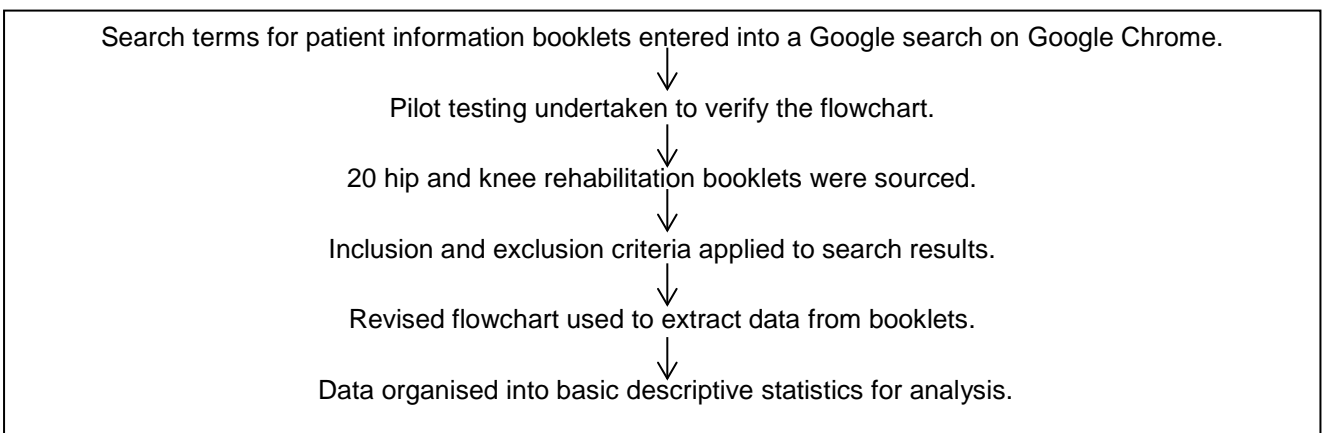 Search terms for patient information booklets entered into a Google search on Google Chrome.
Pilot testing undertaken to verify the flowchart.
20 hip and knee rehabilitation booklets were sourced.
Inclusion and exclusion criteria applied to search results.
Revised flowchart used to extract data from booklets.
Data organised into basic descriptive statistics for analysis.